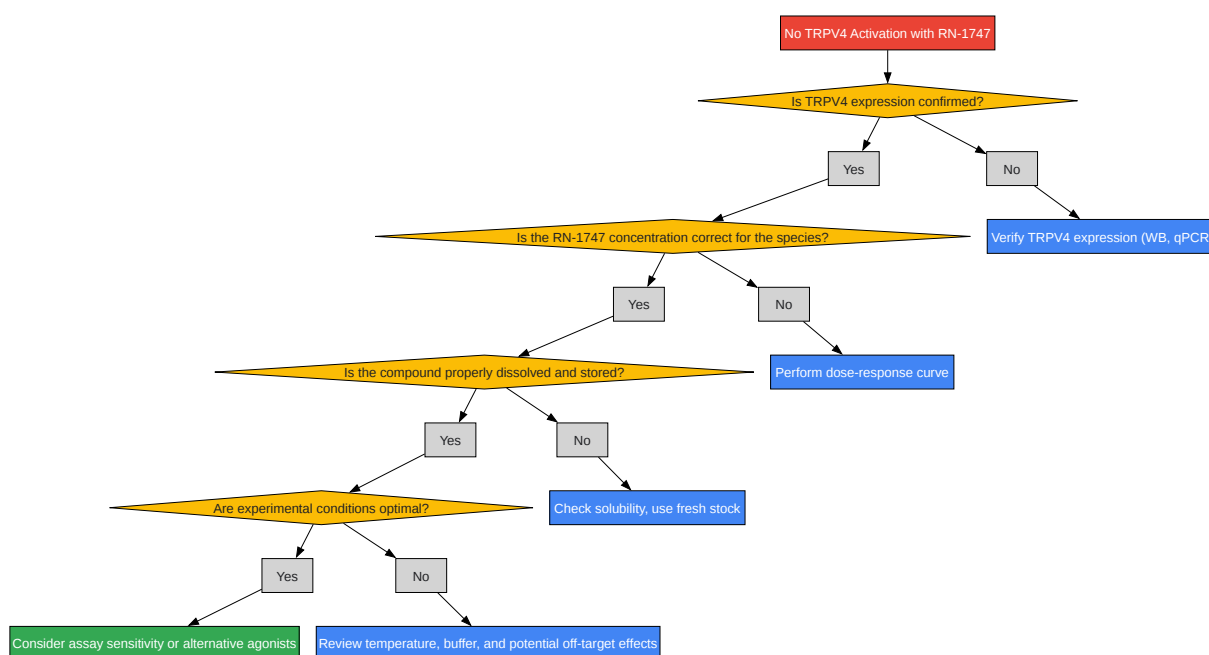 No TRPV4 Activation with RN-1747
Is TRPV4 expression confirmed?
Yes
No
Is the RN-1747 concentration correct for the species?
Verify TRPV4 expression (WB, qPCR
Yes
No
Is the compound properly dissolved and stored?
Perform dose-response curve
Yes
No
Are experimental conditions optimal?
Check solubility, use fresh stock
Yes
No
Consider assay sensitivity or alternative agonists
Review temperature, buffer, and potential off-target effects